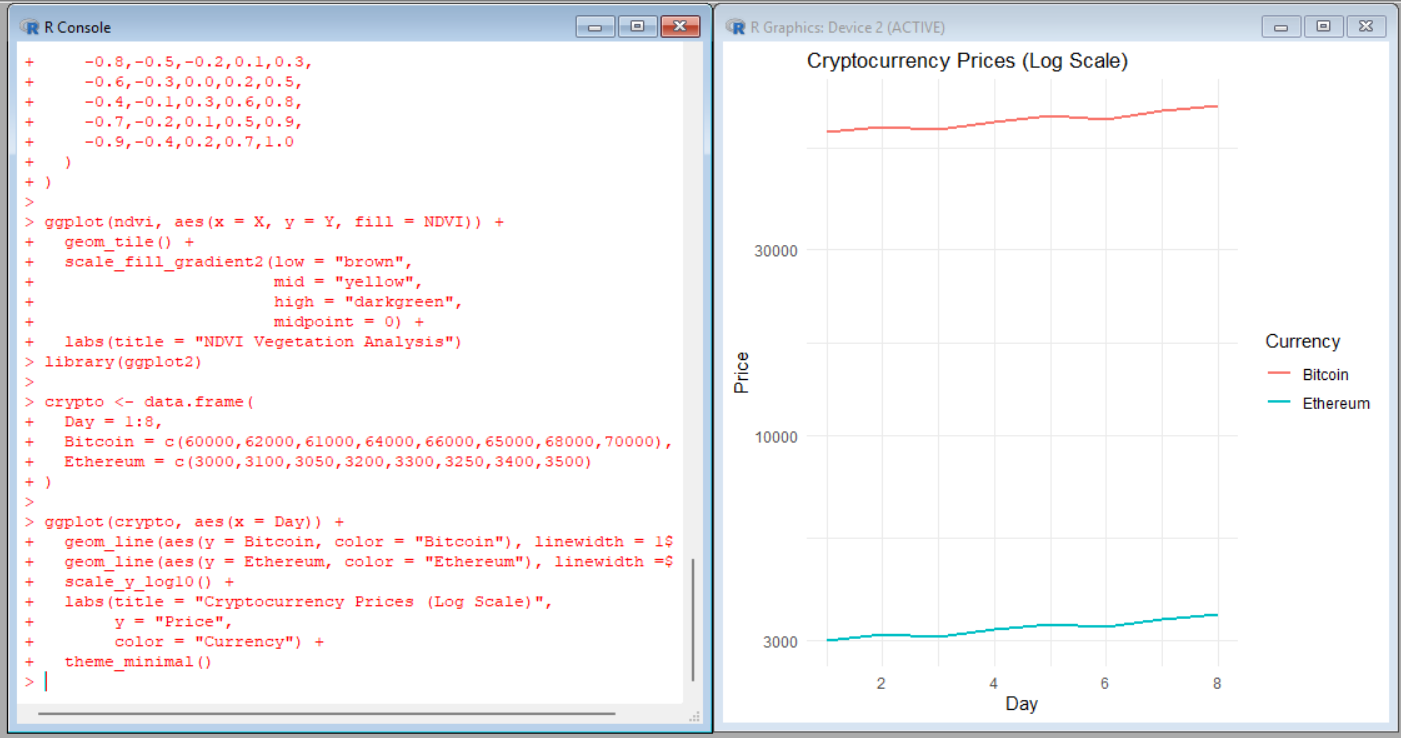 R Console
+      -0.8,-0.5,-0.2,0.1,0.3,
+      -0.6,-0.3,0.0,0.2,0.5,
+      -0.4,-0.1,0.3,0.6,0.8,
+      -0.7,-0.2,0.1,0.5,0.9,
+      -0.9,-0.4,0.2,0.7,1.0
+    )
+ )
>
> ggplot(ndvi, aes(x = X, y = Y, fill = NDVI)) +
+   geom_tile() +
+   scale_fill_gradient2(low = "brown",
+                        mid = "yellow",
+                        high = "darkgreen",
+                        midpoint = 0) +
+   labs(title = "NDVI Vegetation Analysis")
> library(ggplot2)
>
> crypto <- data.frame(
+   Day = 1:8,
+   Bitcoin = c(60000,62000,61000,64000,66000,65000,68000,70000),
+   Ethereum = c(3000,3100,3050,3200,3300,3250,3400,3500)
+ )
>
> ggplot(crypto, aes(x = Day)) +
+   geom_line(aes(y = Bitcoin, color = "Bitcoin"), linewidth = 1$
+   geom_line(aes(y = Ethereum, color = "Ethereum"), linewidth =$
+   scale_y_log10() +
+   labs(title = "Cryptocurrency Prices (Log Scale)",
+        y = "Price",
+        color = "Currency") +
+   theme_minimal()
>
R Graphics: Device 2 (ACTIVE)
Cryptocurrency Prices (Log Scale)
30000
10000
3000
Price
2 4 6 8
Day
Currency
Bitcoin
Ethereum